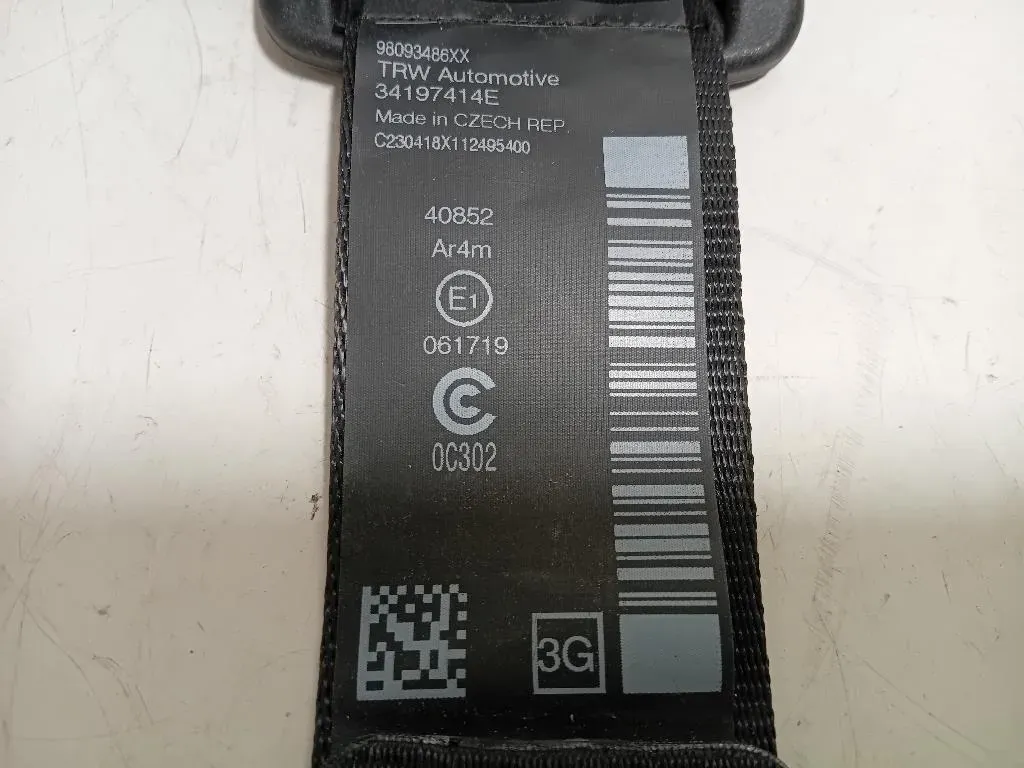 98093486XX
TRW Automotive
34197414E
Made in CZECH REP.
C230418X112495400
40852
Ar4m
E1
061719
0C302
3G